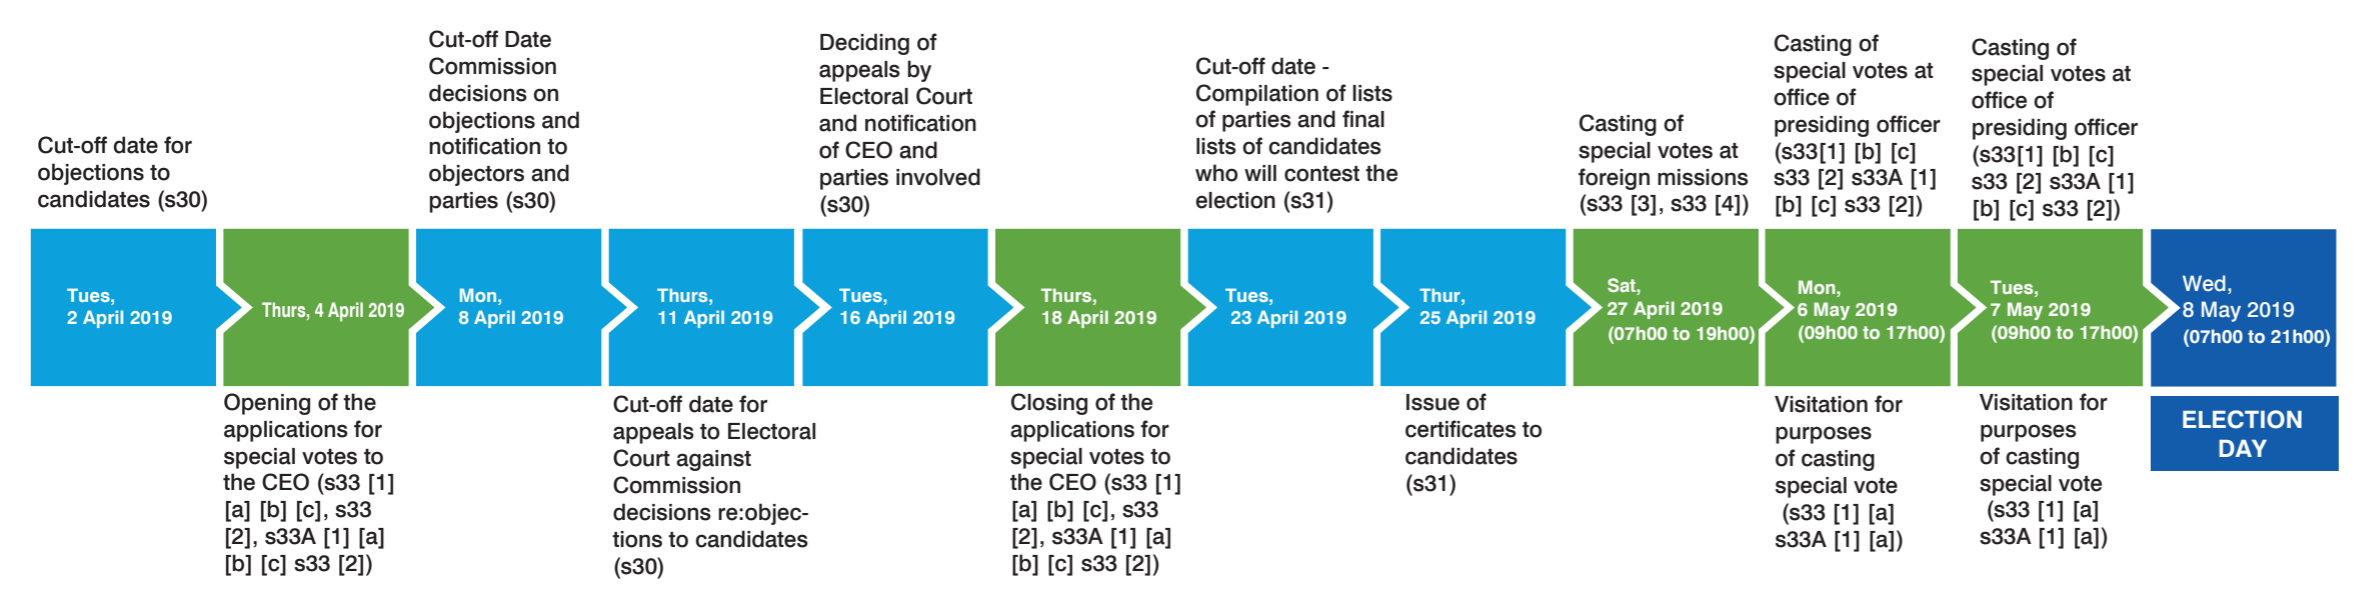 Cut-off date for
objections to
candidates (s30)
Cut-off Date
Commission
decisions on
objections and
notification to
objectors and
parties (s30)
Deciding of
appeals by
Electoral Court
and notification
of CEO and
parties involved
(s30)
Cut-off date -
Compilation of lists
of parties and final
lists of candidates
who will contest the
election (s31)
Casting of
special votes at
foreign missions
(s33 [3], s33 [4])
Casting of
special votes at
office of
presiding officer
(s33[1] [b] [c]
s33 [2] s33A [1]
[b] [c] s33 [2])
Casting of
special votes at
office of
presiding officer
(s33[1] [b] [c]
s33 [2] s33A [1]
[b] [c] s33 [2])
Tues,
2 April 2019
Thurs, 4 April 2019
Mon,
8 April 2019
Thurs,
11 April 2019
Tues,
16 April 2019
Thurs,
18 April 2019
Tues,
23 April 2019
Thur,
25 April 2019
Sat,
27 April 2019
(07h00 to 19h00)
Mon,
6 May 2019
(09h00 to 17h00)
Tues,
7 May 2019
(09h00 to 17h00)
Wed,
8 May 2019
(07h00 to 21h00)
Opening of the
applications for
special votes to
the CEO (s33 [1]
[a] [b] [c], s33
[2], s33A [1] [a]
[b] [c] s33 [2])
Cut-off date for
appeals to Electoral
Court against
Commission
decisions re:objec-
tions to candidates
(s30)
Closing of the
applications for
special votes to
the CEO (s33 [1]
[a] [b] [c], s33
[2], s33A [1] [a]
[b] [c] s33 [2])
Issue of
certificates to
candidates
(s31)
Visitation for
purposes
of casting
special vote
(s33 [1] [a]
s33A [1] [a])
Visitation for
purposes
of casting
special vote
(s33 [1] [a]
s33A [1] [a])
ELECTION
DAY